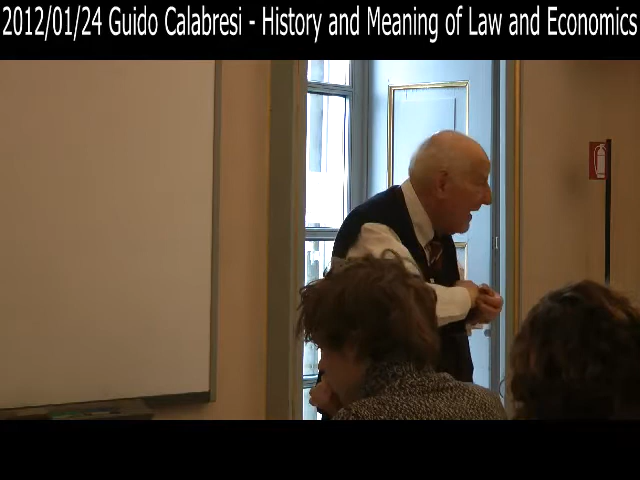 2012/01/24 Guido Calabresi - History and Meaning of Law and Economics